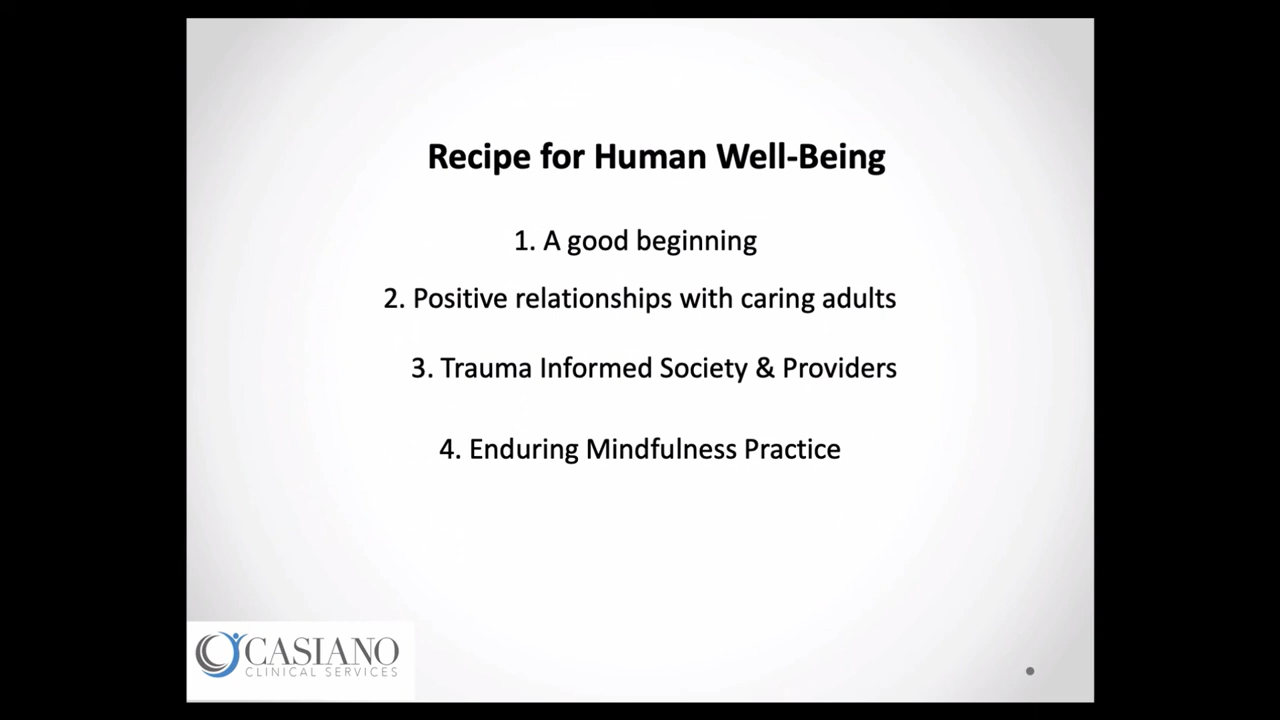 Recipe for Human Well-Being
1. A good beginning
2. Positive relationships with caring adults
3. Trauma Informed Society & Providers
4. Enduring Mindfulness Practice
CASIANO
CLINICAL SERVICES